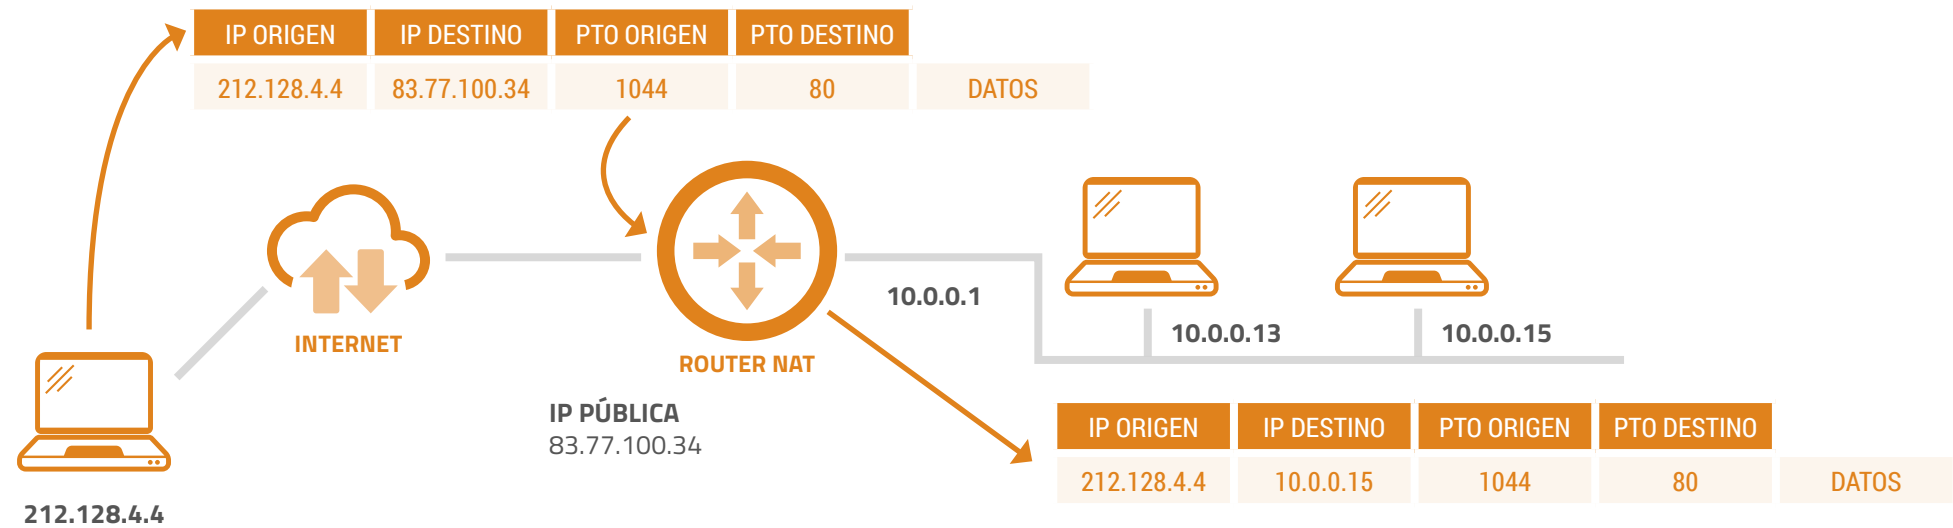 IP ORIGEN IP DESTINO PTO ORIGEN PTO DESTINO
212.128.4.4 83.77.100.34 1044 80 DATOS
INTERNET
ROUTER NAT
10.0.0.1
10.0.0.13
10.0.0.15
IP PÚBLICA
83.77.100.34
212.128.4.4
IP ORIGEN IP DESTINO PTO ORIGEN PTO DESTINO
212.128.4.4 10.0.0.15 1044 80 DATOS